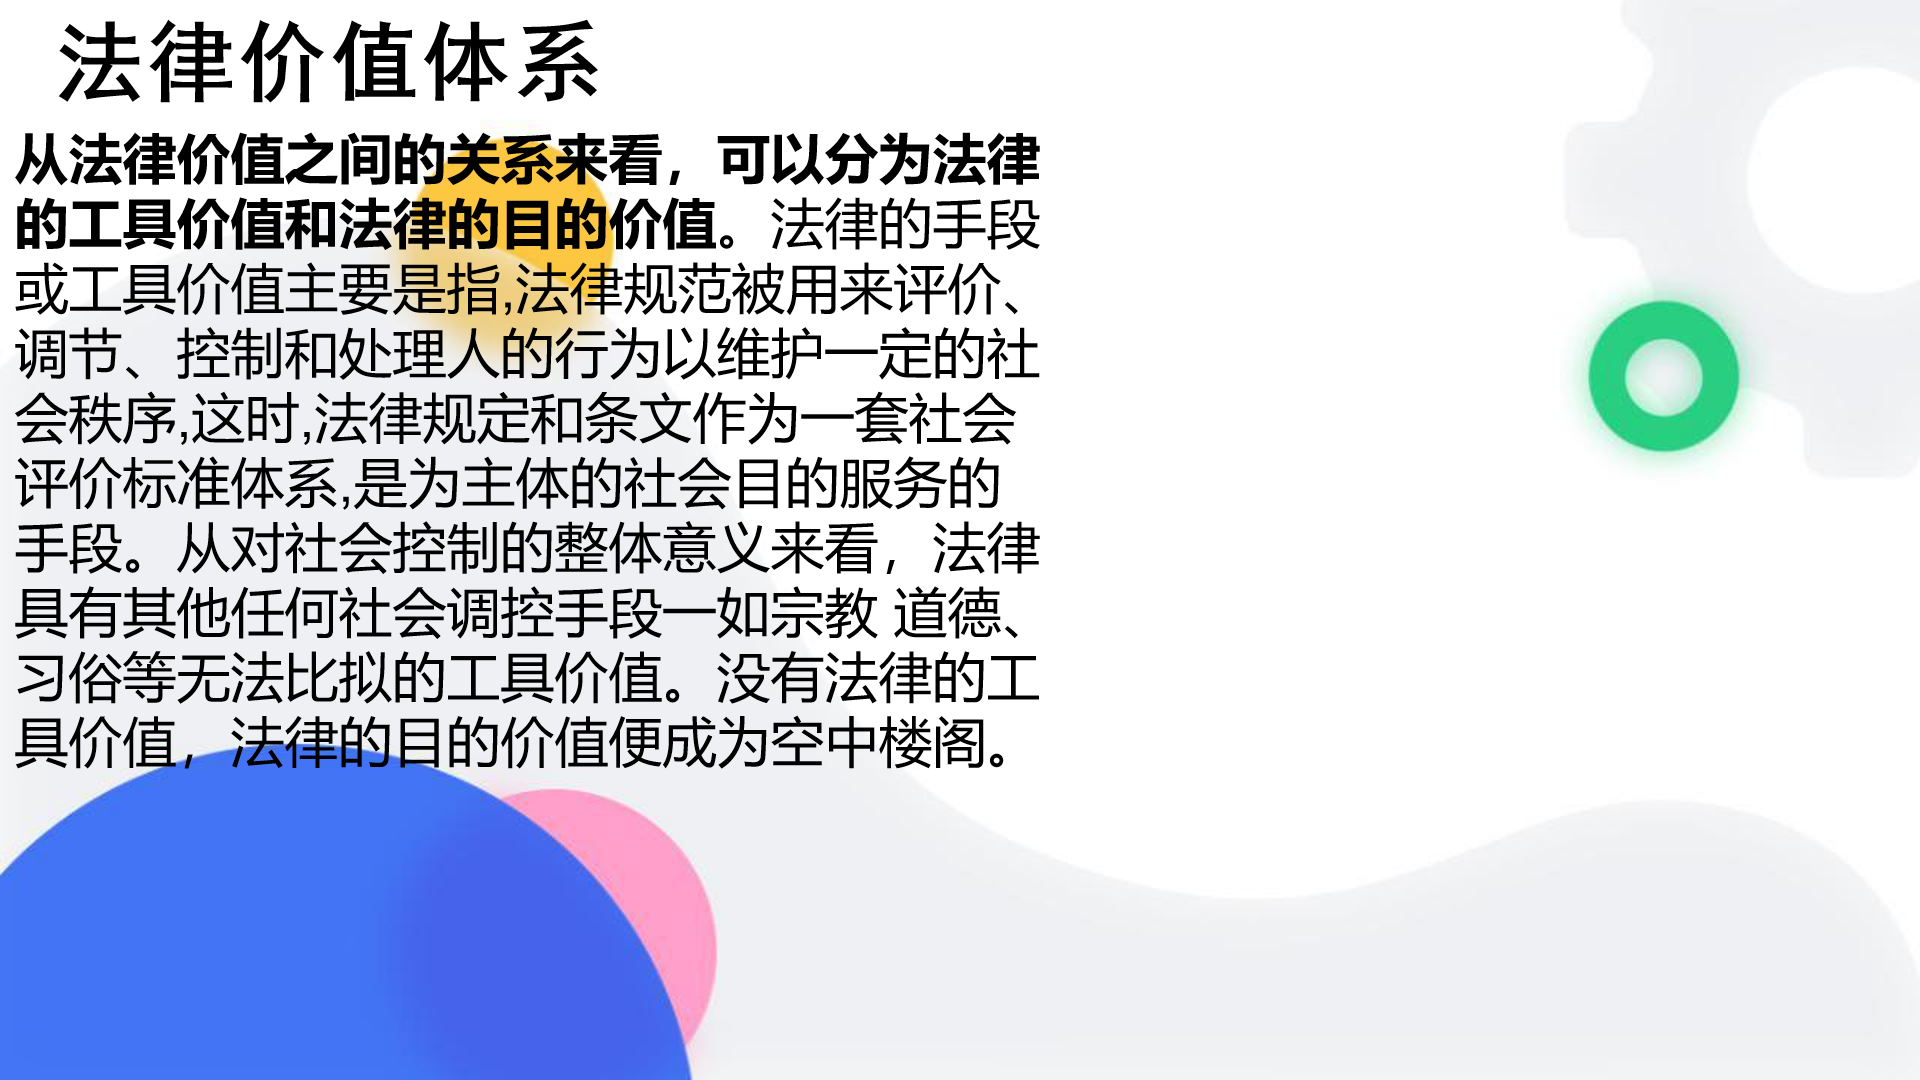 法律价值体系
从法律价值之间的关系来看，可以分为法律
的工具价值和法律的目的价值。法律的手段
或工具价值主要是指,法律规范被用来评价、
调节、控制和处理人的行为以维护一定的社
会秩序,这时,法律规定和条文作为一套社会
评价标准体系,是为主体的社会目的服务的
手段。从对社会控制的整体意义来看，法律
具有其他任何社会调控手段一如宗教 道德、
习俗等无法比拟的工具价值。没有法律的工
具价值，法律的目的价值便成为空中楼阁。